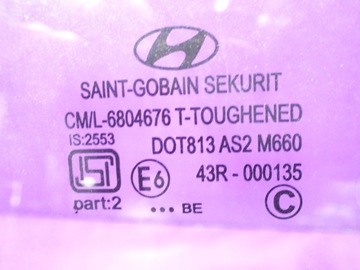 SAINT-GOBAIN SEKURIT
CM/L-6804676 T-TOUGHENED
IS:2553 DOT813 AS2 M660
E6 43R - 000135
part:2 ••• BE C